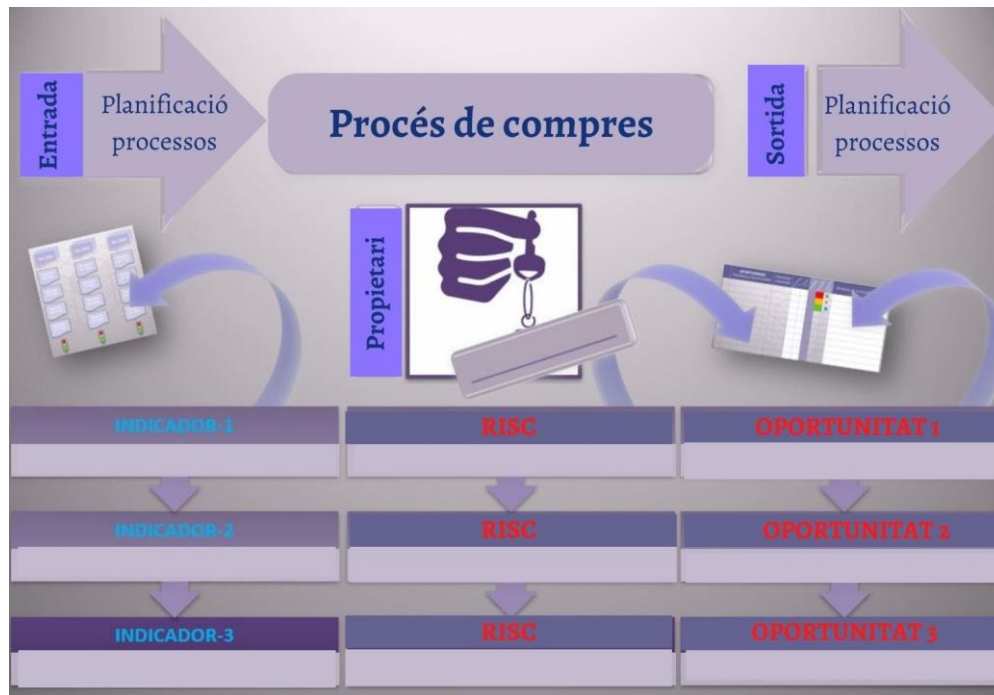 Entrada
Planificació
processos
Procés de compres
Sortida
Planificació
processos
Propietari
INDICADOR-1
RISC
OPORTUNITAT 1
INDICADOR-2
RISC
OPORTUNITAT 2
INDICADOR-3
RISC
OPORTUNITAT 3